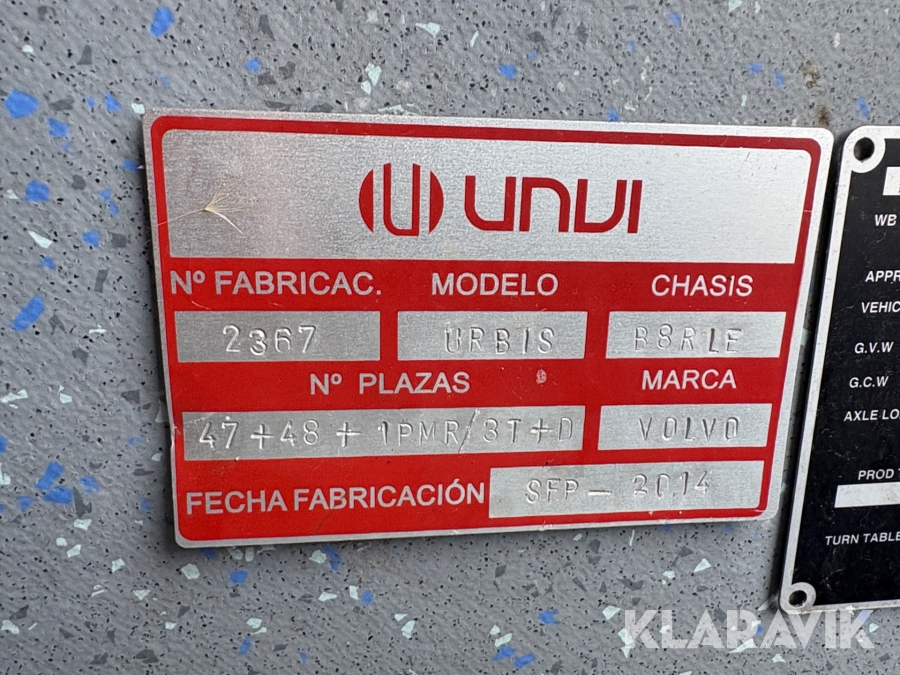 UNVI
Nº FABRICAC. MODELO CHASIS
2367 URBIS B8RLE
Nº PLAZAS MARCA
47+48+1PMR/3T+D VOLVO
FECHA FABRICACIÓN SEP-2014
WB
APPR
VEHIC
G.V.W
G.C.W
AXLE LO
PROD T
TURN TABLE
KLARAVIK